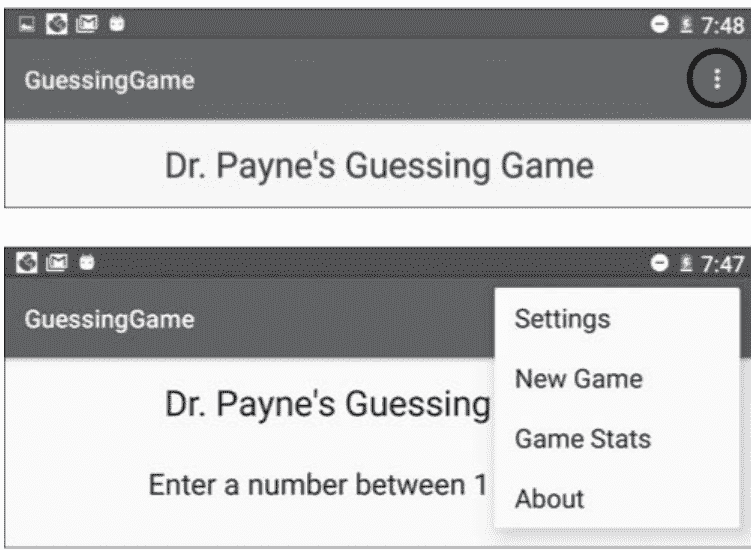 7:48
GuessingGame
Dr. Payne's Guessing Game
7:47
GuessingGame
Settings
New Game
Dr. Payne's Guessing
Game Stats
Enter a number between 1
About